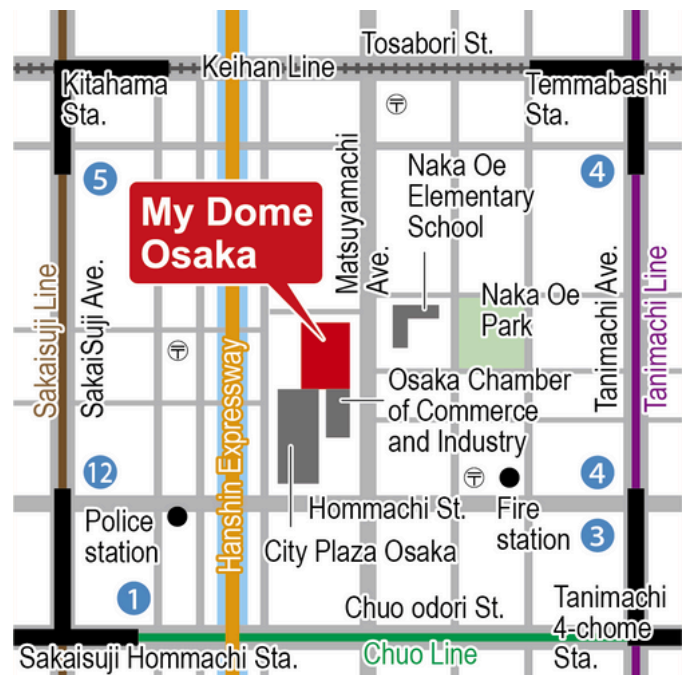 Tosabori St.
Keihan Line
Kitahama
Sta.
Temmabashi
Sta.
〒
5
4
My Dome
Osaka
Matsuyamachi
Ave.
Naka Oe
Elementary
School
Naka Oe
Park
Sakaisuji Line
SakaiSuji Ave.
Hanshin Expressway
Tanimachi Ave.
Tanimachi Line
〒
Osaka Chamber
of Commerce
and Industry
12
4
〒
Hommachi St.
Fire
station
3
Police
station
City Plaza Osaka
1
Chuo odori St.
Tanimachi
4-chome
Sta.
Sakaisuji Hommachi Sta.
Chuo Line